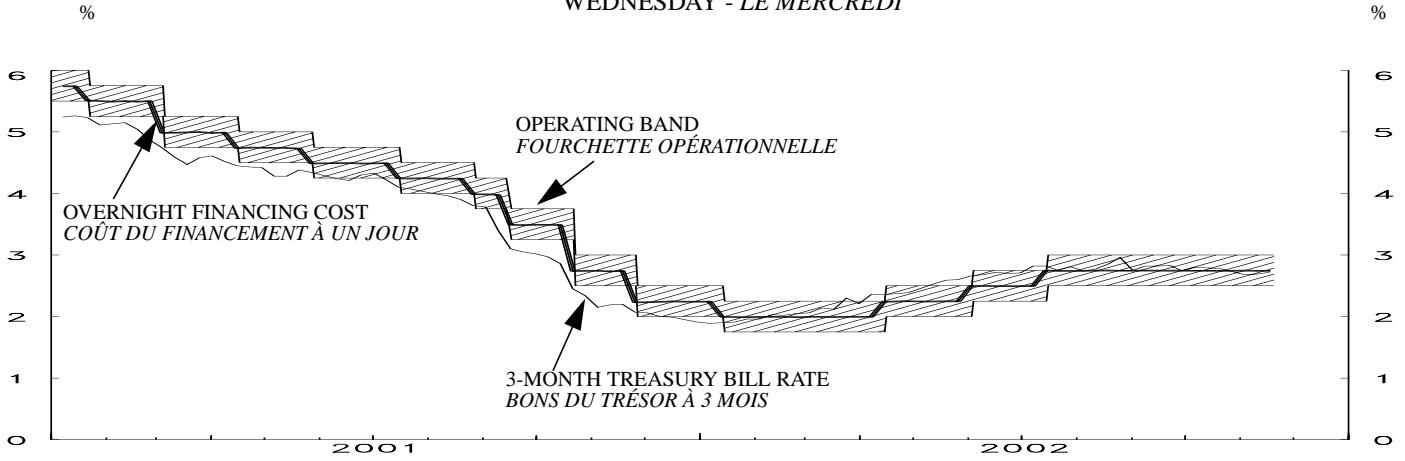 WEDNESDAY - LE MERCREDI
% %
6 6
5 5
OPERATING BAND
FOURCHETTE OPÉRATIONNELLE
4 4
OVERNIGHT FINANCING COST
COÛT DU FINANCEMENT À UN JOUR
3 3
2 2
3-MONTH TREASURY BILL RATE
BONS DU TRÉSOR À 3 MOIS
1 1
0 0
2001 2002